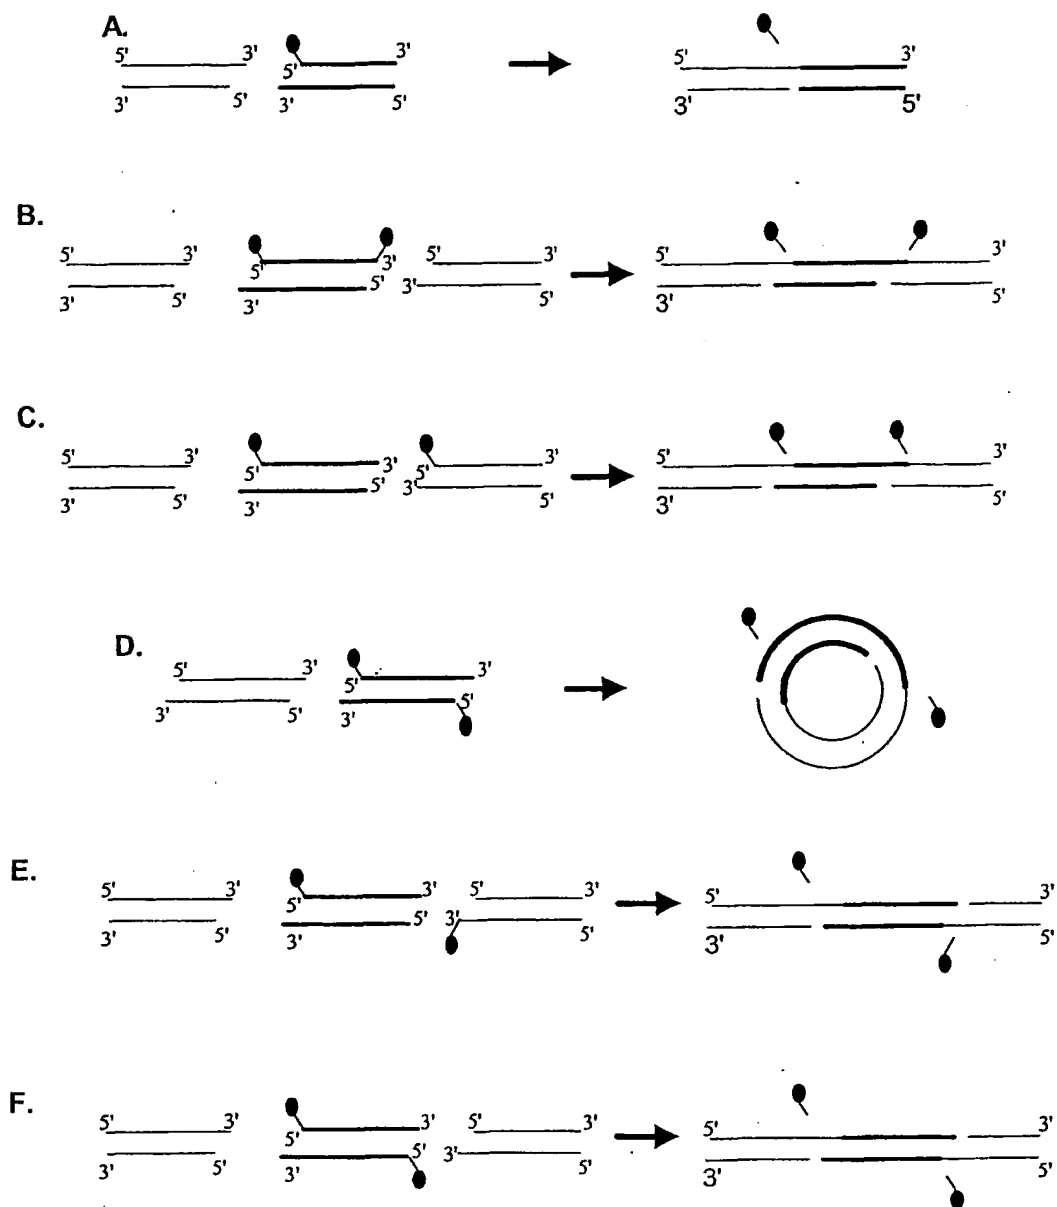 A.
5' 3' 5' 3' 5' 3'
3' 5' 3' 5' 3' 5'
B.
5' 3' 5' 3' 5' 3' 5' 3'
3' 5' 3' 5' 3' 5' 3' 5'
C.
5' 3' 5' 3' 5' 3' 5' 3'
3' 5' 3' 5' 3' 5' 3' 5'
D.
5' 3' 5' 3'
3' 5' 3' 5'
E.
5' 3' 5' 3' 5' 3' 5' 3'
3' 5' 3' 5' 3' 5' 3' 5'
F.
5' 3' 5' 3' 5' 3' 5' 3'
3' 5' 3' 5' 3' 5' 3' 5'